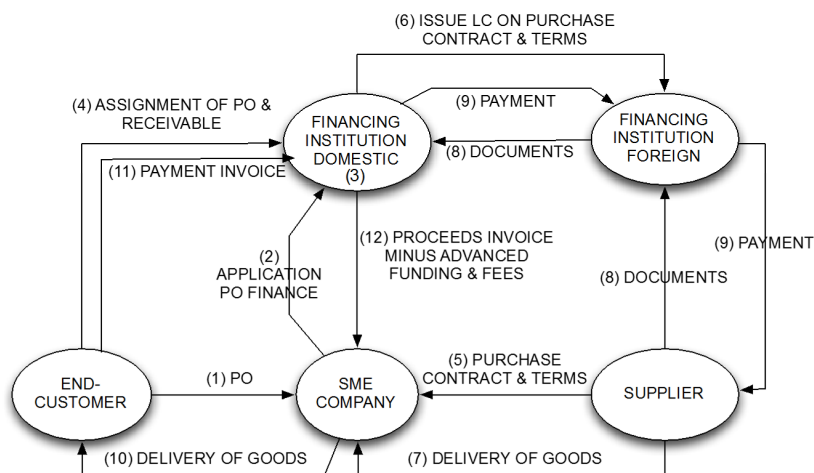 (6) ISSUE LC ON PURCHASE
CONTRACT & TERMS
(4) ASSIGNMENT OF PO &
RECEIVABLE
(9) PAYMENT
FINANCING
INSTITUTION
DOMESTIC
(3)
FINANCING
INSTITUTION
FOREIGN
(8) DOCUMENTS
(11) PAYMENT INVOICE
(2)
APPLICATION
PO FINANCE
(12) PROCEEDS INVOICE
MINUS ADVANCED
FUNDING & FEES
(9) PAYMENT
(8) DOCUMENTS
END-
CUSTOMER
(1) PO
SME
COMPANY
(5) PURCHASE
CONTRACT & TERMS
SUPPLIER
(10) DELIVERY OF GOODS
(7) DELIVERY OF GOODS